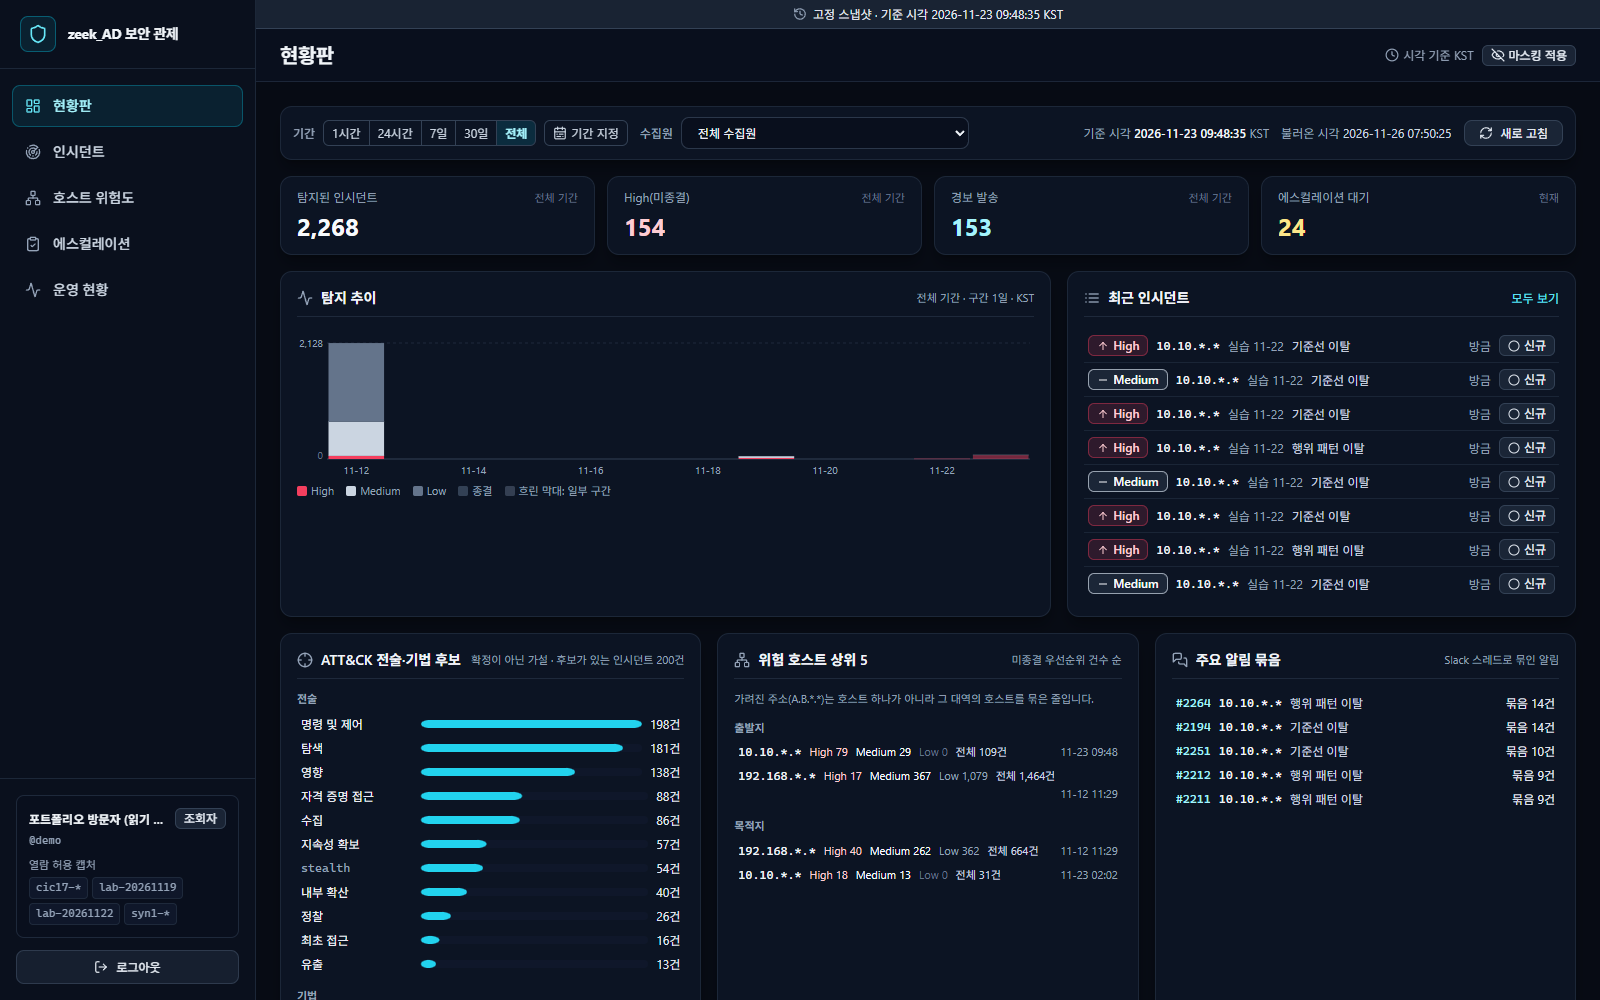 zeek_AD 보안 관제
현황판
인시던트
호스트 위험도
에스컬레이션
운영 현황
포트폴리오 방문자 (읽기 ... 조회자
@demo
열람 허용 캡처
cic17-* lab-20261119
lab-20261122 syn1-*
로그아웃
고정 스냅샷 · 기준 시각 2026-11-23 09:48:35 KST
현황판 시각 기준 KST 마스킹 적용
기간 1시간 24시간 7일 30일 전체 기간 지정 수집원 전체 수집원 기준 시각 2026-11-23 09:48:35 KST 불러온 시각 2026-11-26 07:50:25 새로 고침
탐지된 인시던트 전체 기간
2,268
High(미종결) 전체 기간
154
경보 발송 전체 기간
153
에스컬레이션 대기 현재
24
탐지 추이 전체 기간 · 구간 1일 · KST
2,128
0
11-12 11-14 11-16 11-18 11-20 11-22
High Medium Low 종결 흐린 막대: 일부 구간
최근 인시던트 모두 보기
↑ High 10.10.*.* 실습 11-22 기준선 이탈 방금 신규
— Medium 10.10.*.* 실습 11-22 기준선 이탈 방금 신규
↑ High 10.10.*.* 실습 11-22 기준선 이탈 방금 신규
↑ High 10.10.*.* 실습 11-22 행위 패턴 이탈 방금 신규
— Medium 10.10.*.* 실습 11-22 기준선 이탈 방금 신규
↑ High 10.10.*.* 실습 11-22 기준선 이탈 방금 신규
↑ High 10.10.*.* 실습 11-22 행위 패턴 이탈 방금 신규
— Medium 10.10.*.* 실습 11-22 기준선 이탈 방금 신규
ATT&CK 전술·기법 후보 확정이 아닌 가설 · 후보가 있는 인시던트 200건
전술
명령 및 제어 198건
탐색 181건
영향 138건
자격 증명 접근 88건
수집 86건
지속성 확보 57건
stealth 54건
내부 확산 40건
정찰 26건
최초 접근 16건
유출 13건
기법
위험 호스트 상위 5 미종결 우선순위 건수 순
가려진 주소(A.B.*.*)는 호스트 하나가 아니라 그 대역의 호스트를 묶은 줄입니다.
출발지
10.10.*.* High 79 Medium 29 Low 0 전체 109건 11-23 09:48
192.168.*.* High 17 Medium 367 Low 1,079 전체 1,464건
11-12 11:29
목적지
192.168.*.* High 40 Medium 262 Low 362 전체 664건 11-12 11:29
10.10.*.* High 18 Medium 13 Low 0 전체 31건 11-23 02:02
주요 알림 묶음 Slack 스레드로 묶인 알림
#2264 10.10.*.* 행위 패턴 이탈 묶음 14건
#2194 10.10.*.* 기준선 이탈 묶음 14건
#2251 10.10.*.* 기준선 이탈 묶음 10건
#2212 10.10.*.* 행위 패턴 이탈 묶음 9건
#2211 10.10.*.* 행위 패턴 이탈 묶음 9건